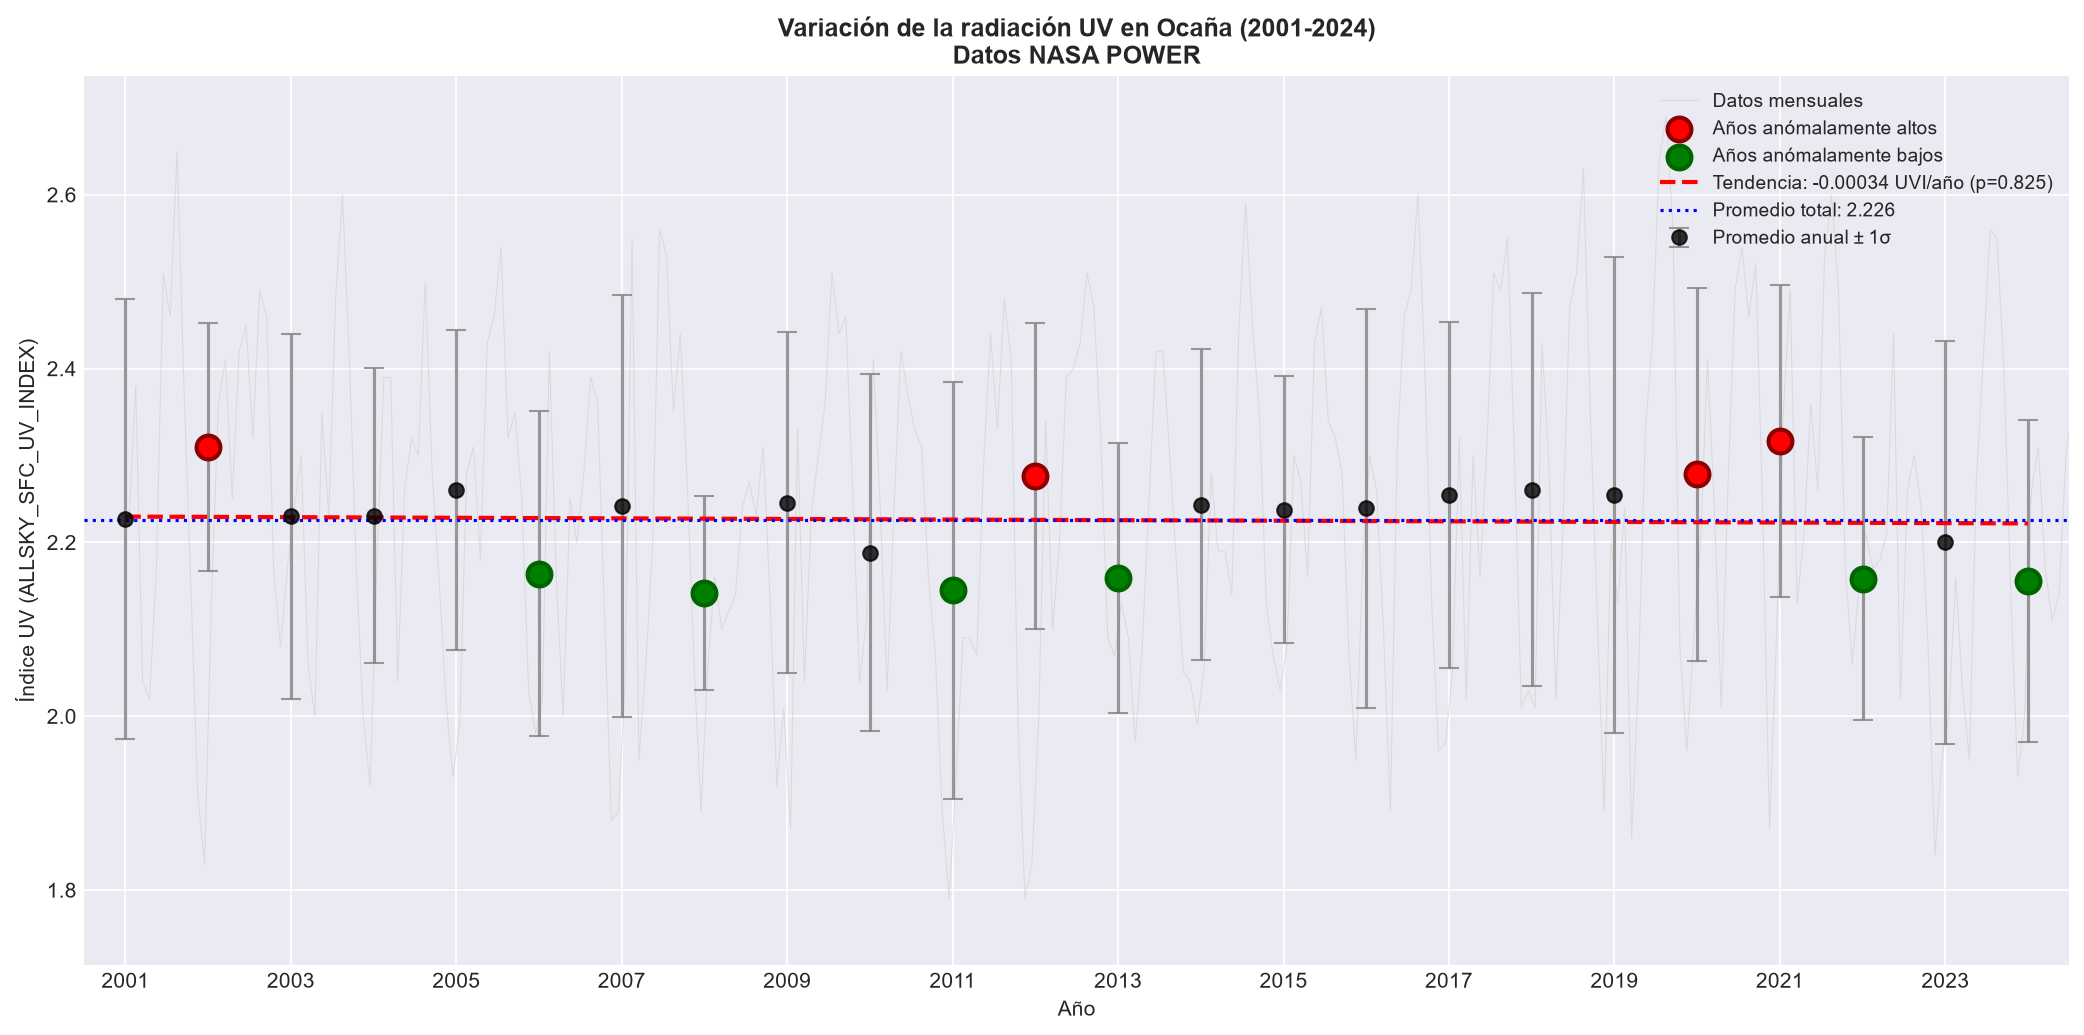 Variación de la radiación UV en Ocaña (2001-2024)
Datos NASA POWER
Datos mensuales
Años anómalamente altos
Años anómalamente bajos
Tendencia: -0.00034 UVI/año (p=0.825)
Promedio total: 2.226
Promedio anual ± 1σ
Índice UV (ALLSKY_SFC_UV_INDEX)
2.6
2.4
2.2
2.0
1.8
2001 2003 2005 2007 2009 2011 2013 2015 2017 2019 2021 2023
Año